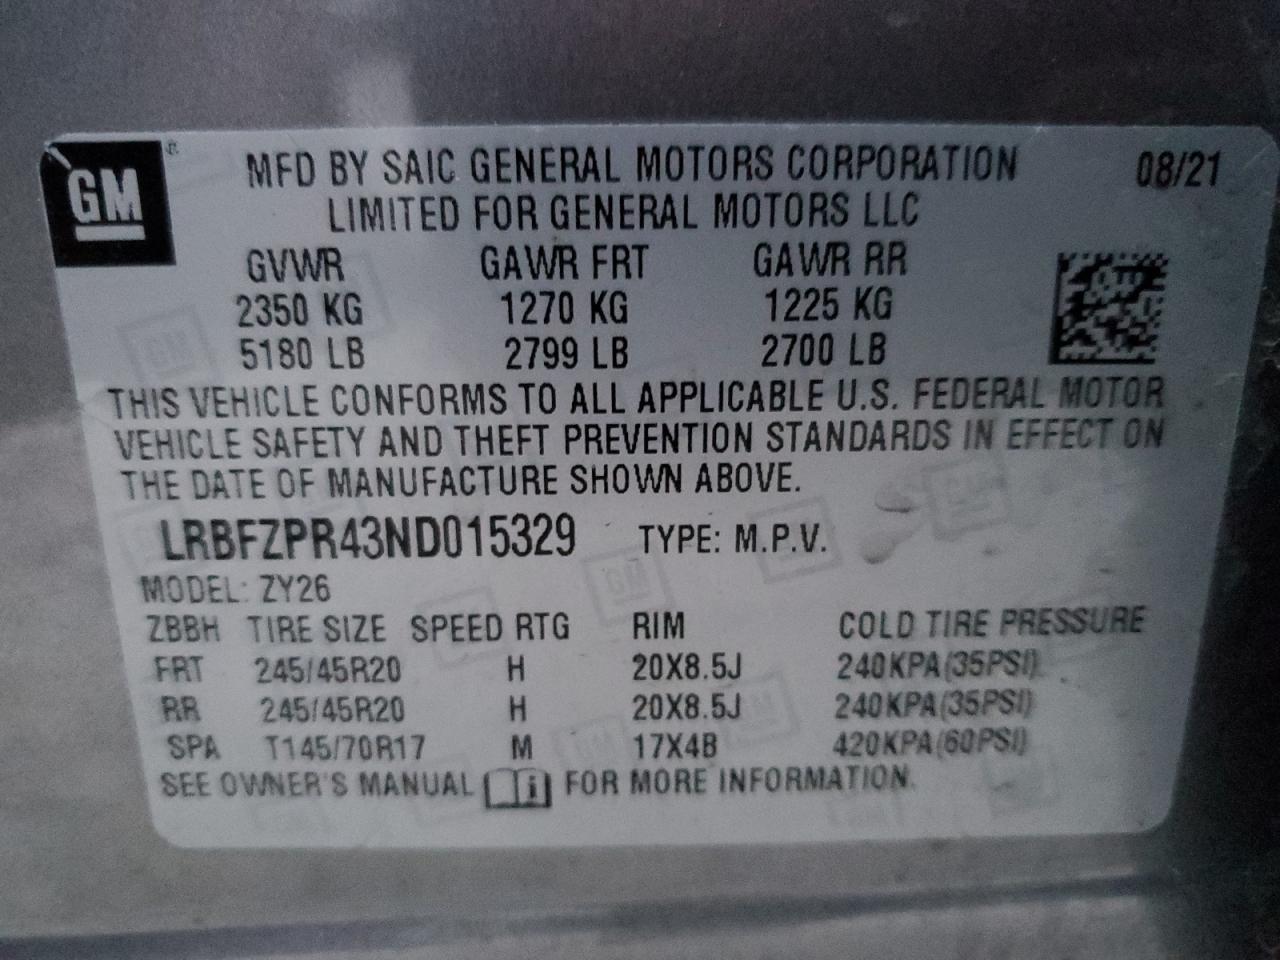 GM®
MFD BY SAIC GENERAL MOTORS CORPORATION 08/21
LIMITED FOR GENERAL MOTORS LLC
GVWR GAWR FRT GAWR RR
2350 KG 1270 KG 1225 KG
5180 LB 2799 LB 2700 LB
THIS VEHICLE CONFORMS TO ALL APPLICABLE U.S. FEDERAL MOTOR
VEHICLE SAFETY AND THEFT PREVENTION STANDARDS IN EFFECT ON
THE DATE OF MANUFACTURE SHOWN ABOVE.
LRBFZPR43ND015329 TYPE: M.P.V.
MODEL: ZY26
ZBBH TIRE SIZE SPEED RTG RIM COLD TIRE PRESSURE
FRT 245/45R20 H 20X8.5J 240KPA(35PSI)
RR 245/45R20 H 20X8.5J 240KPA(35PSI)
SPA T145/70R17 M 17X4B 420KPA(60PSI)
SEE OWNER'S MANUAL i FOR MORE INFORMATION.